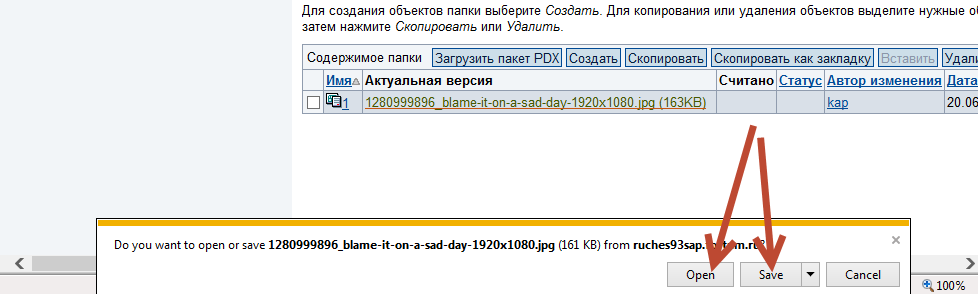 Для создания объектов папки выберите Создать. Для копирования или удаления объектов выделите нужные об
затем нажмите Скопировать или Удалить.
Содержимое папки Загрузить пакет PDX Создать Скопировать Скопировать как закладку Вставить Удали
Имя Актуальная версия Считано Статус Автор изменения Дата
1 1280999896_blame-it-on-a-sad-day-1920x1080.jpg (163KB) kap 20.06
Do you want to open or save 1280999896_blame-it-on-a-sad-day-1920x1080.jpg (161 KB) from
Open Save Cancel
100%